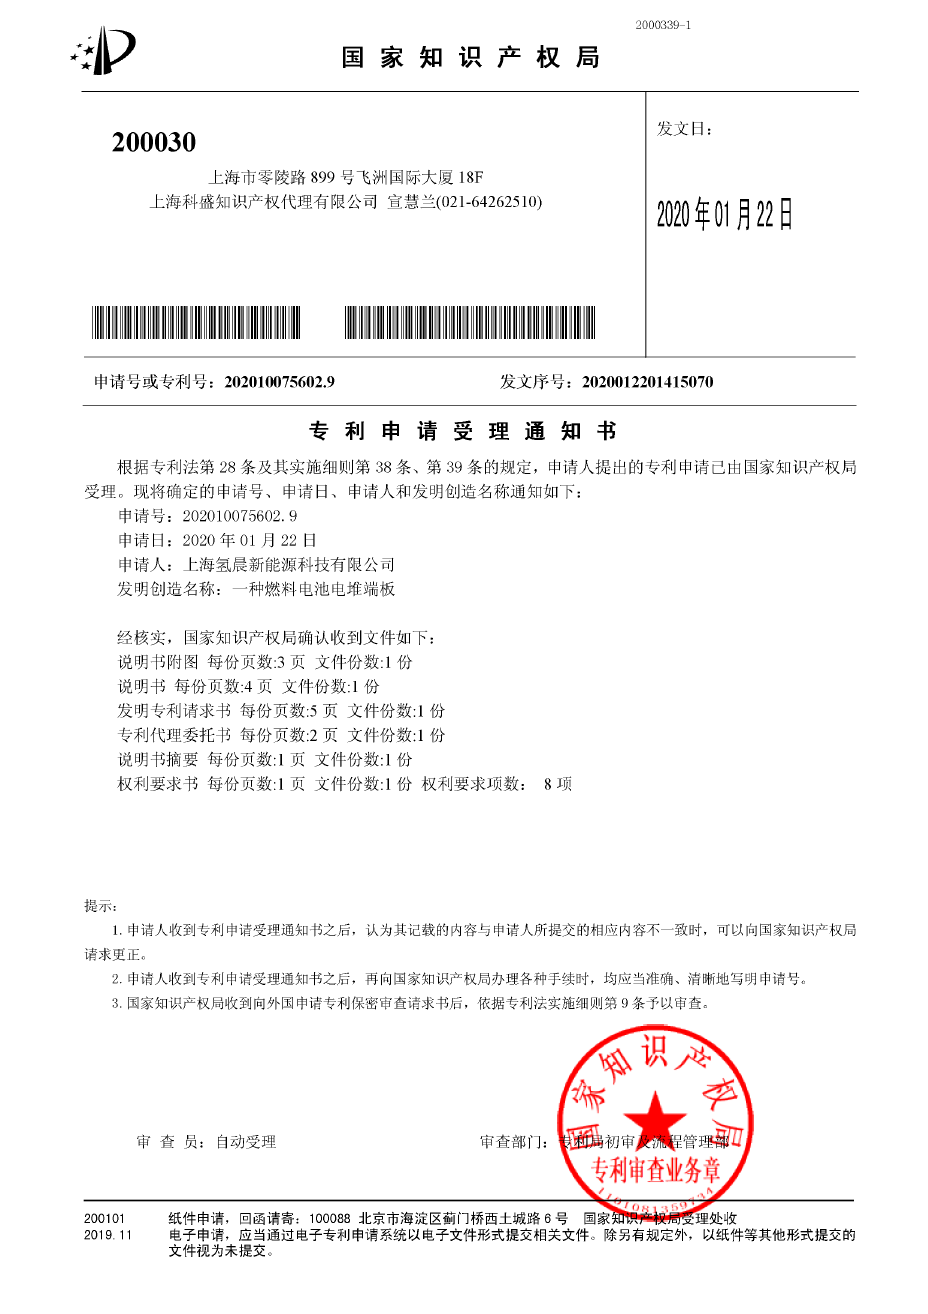 2000339-1
国家知识产权局
200030
上海市零陵路 899 号飞洲国际大厦 18F
上海科盛知识产权代理有限公司 宣慧兰(021-64262510)
发文日：
2020 年 01 月 22 日
申请号或专利号：202010075602.9
发文序号：2020012201415070
专利申请受理通知书
根据专利法第 28 条及其实施细则第 38 条、第 39 条的规定，申请人提出的专利申请已由国家知识产权局
受理。现将确定的申请号、申请日、申请人和发明创造名称通知如下：
申请号：202010075602.9
申请日：2020 年 01 月 22 日
申请人：上海氢晨新能源科技有限公司
发明创造名称：一种燃料电池电堆端板
经核实，国家知识产权局确认收到文件如下：
说明书附图 每份页数:3 页 文件份数:1 份
说明书 每份页数:4 页 文件份数:1 份
发明专利请求书 每份页数:5 页 文件份数:1 份
专利代理委托书 每份页数:2 页 文件份数:1 份
说明书摘要 每份页数:1 页 文件份数:1 份
权利要求书 每份页数:1 页 文件份数:1 份 权利要求项数： 8 项
提示：
1. 申请人收到专利申请受理通知书之后，认为其记载的内容与申请人所提交的相应内容不一致时，可以向国家知识产权局
请求更正。
2. 申请人收到专利申请受理通知书之后，再向国家知识产权局办理各种手续时，均应当准确、清晰地写明申请号。
3. 国家知识产权局收到向外国申请专利保密审查请求书后，依据专利法实施细则第 9 条予以审查。
国家知识产权局
审 查 员：自动受理
审查部门：专利局初审及流程管理部
专利审查业务章
1101081359734
200101 纸件申请，回函请寄：100088 北京市海淀区蓟门桥西土城路 6 号 国家知识产权局受理处收
2019.11 电子申请，应当通过电子专利申请系统以电子文件形式提交相关文件。除另有规定外，以纸件等其他形式提交的
文件视为未提交。